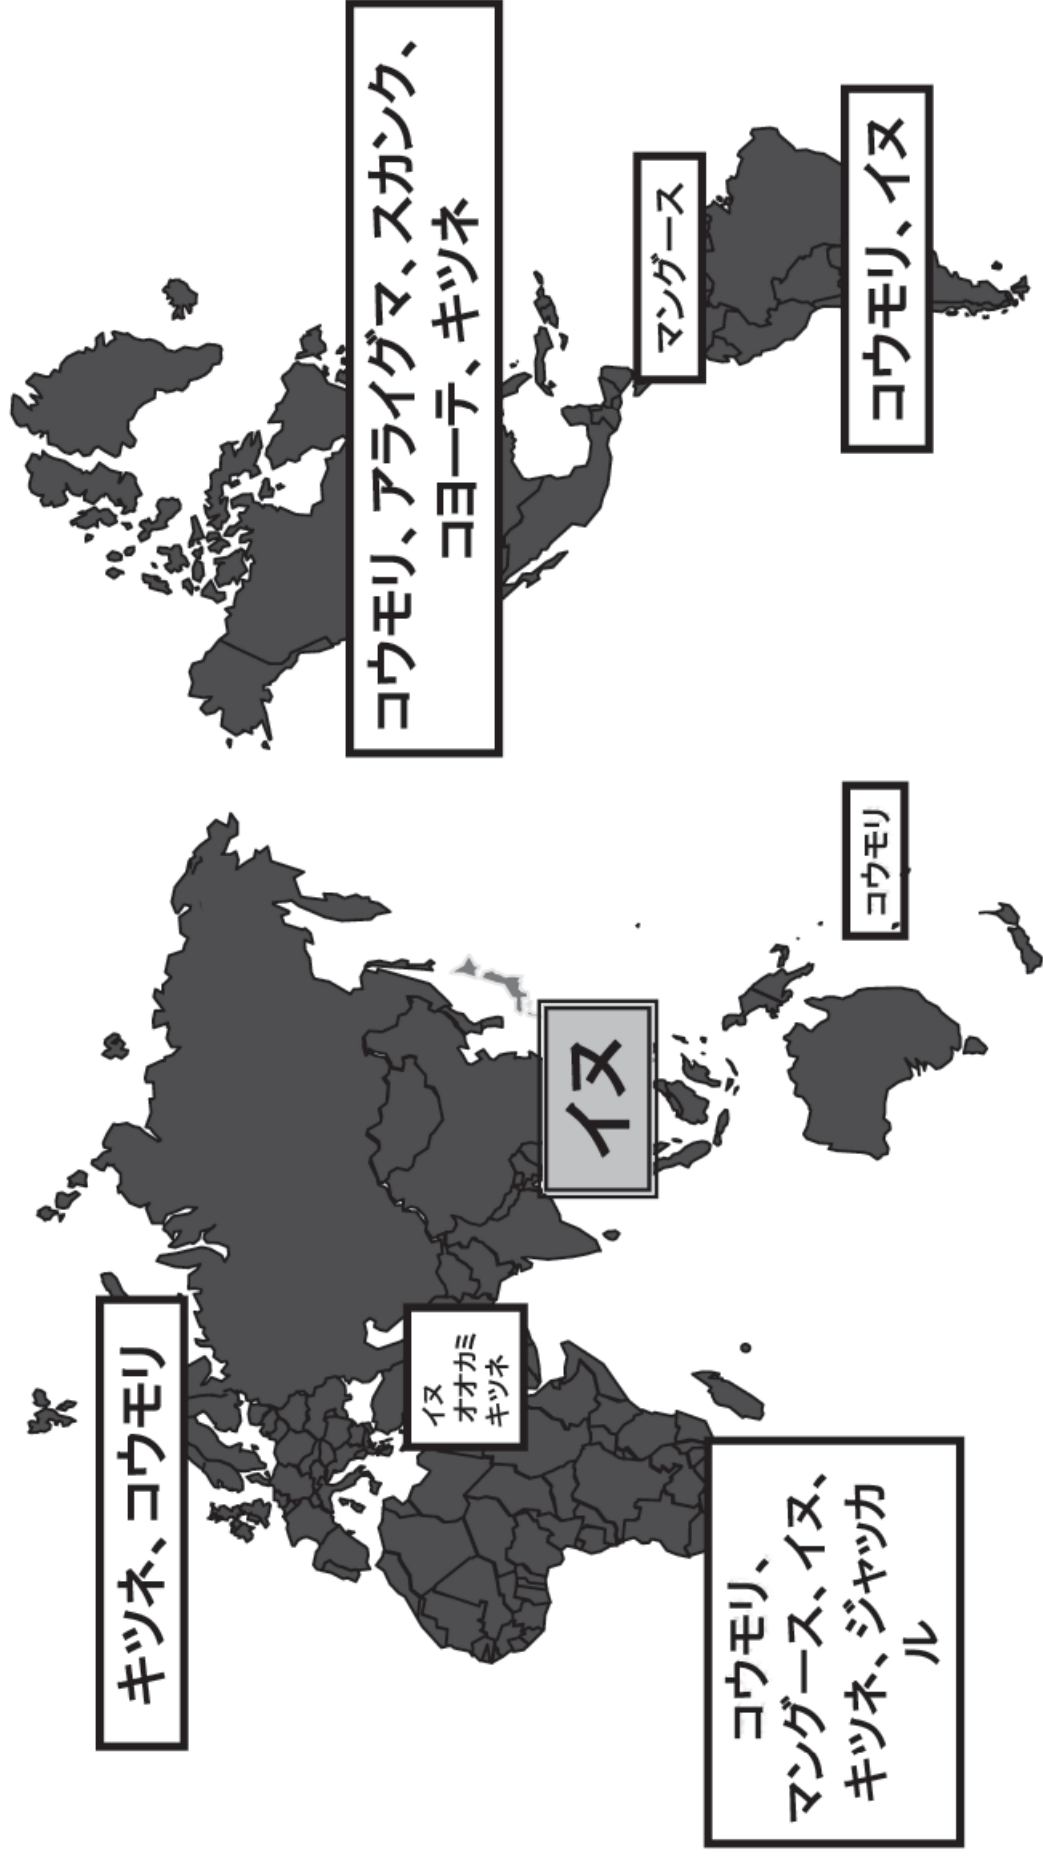 キツネ、コウモリ
コウモリ、アライグマ、スカンク、
コヨーテ、キツネ
イヌ
オオカミ
キツネ
イヌ
マングース
コウモリ、
マングース、イヌ、
キツネ、ジャッカ
ル
コウモリ
コウモリ、イヌ